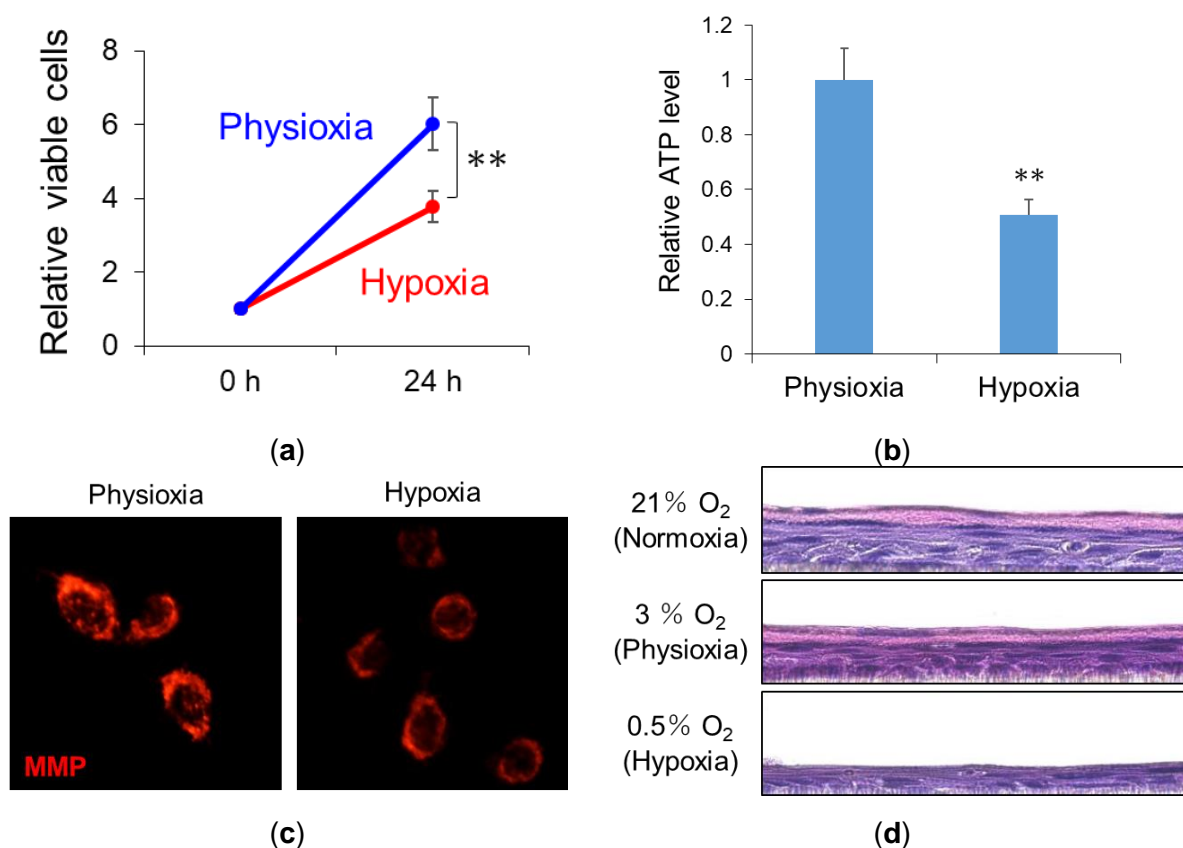 8
6
4
2
0
Relative viable cells
Physioxia
**
Hypoxia
0 h
24 h
(a)
1.2
1
0.8
0.6
0.4
0.2
0
Relative ATP level
**
Physioxia
Hypoxia
(b)
Physioxia
Hypoxia
MMP
(c)
21% O₂
(Normoxia)
3 % O₂
(Physioxia)
0.5% O₂
(Hypoxia)
(d)